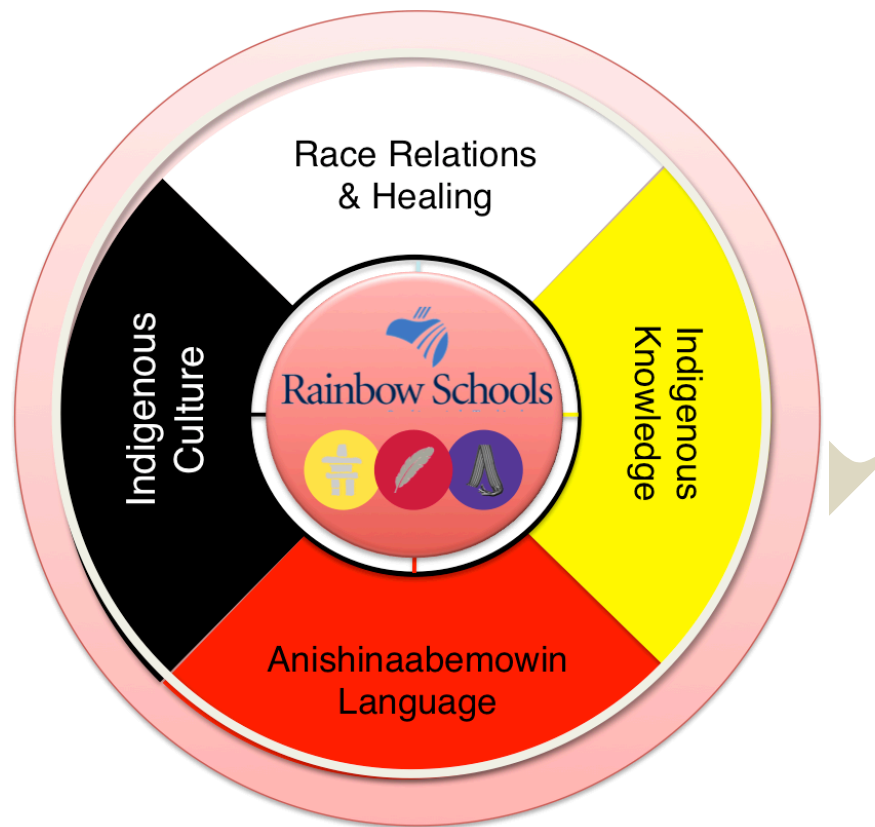 Race Relations
& Healing
Indigenous
Knowledge
Anishinaabemowin
Language
Indigenous
Culture
Rainbow Schools